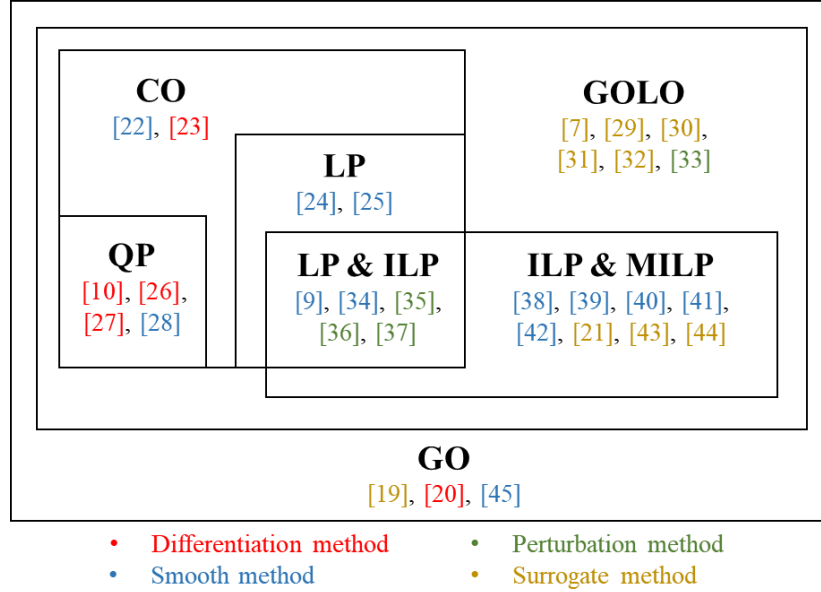 CO
[22], [23]
GOLO
[7], [29], [30],
[31], [32], [33]
LP
[24], [25]
QP
[10], [26],
[27], [28]
LP & ILP
[9], [34], [35],
[36], [37]
ILP & MILP
[38], [39], [40], [41],
[42], [21], [43], [44]
GO
[19], [20], [45]
• Differentiation method
• Smooth method
• Perturbation method
• Surrogate method